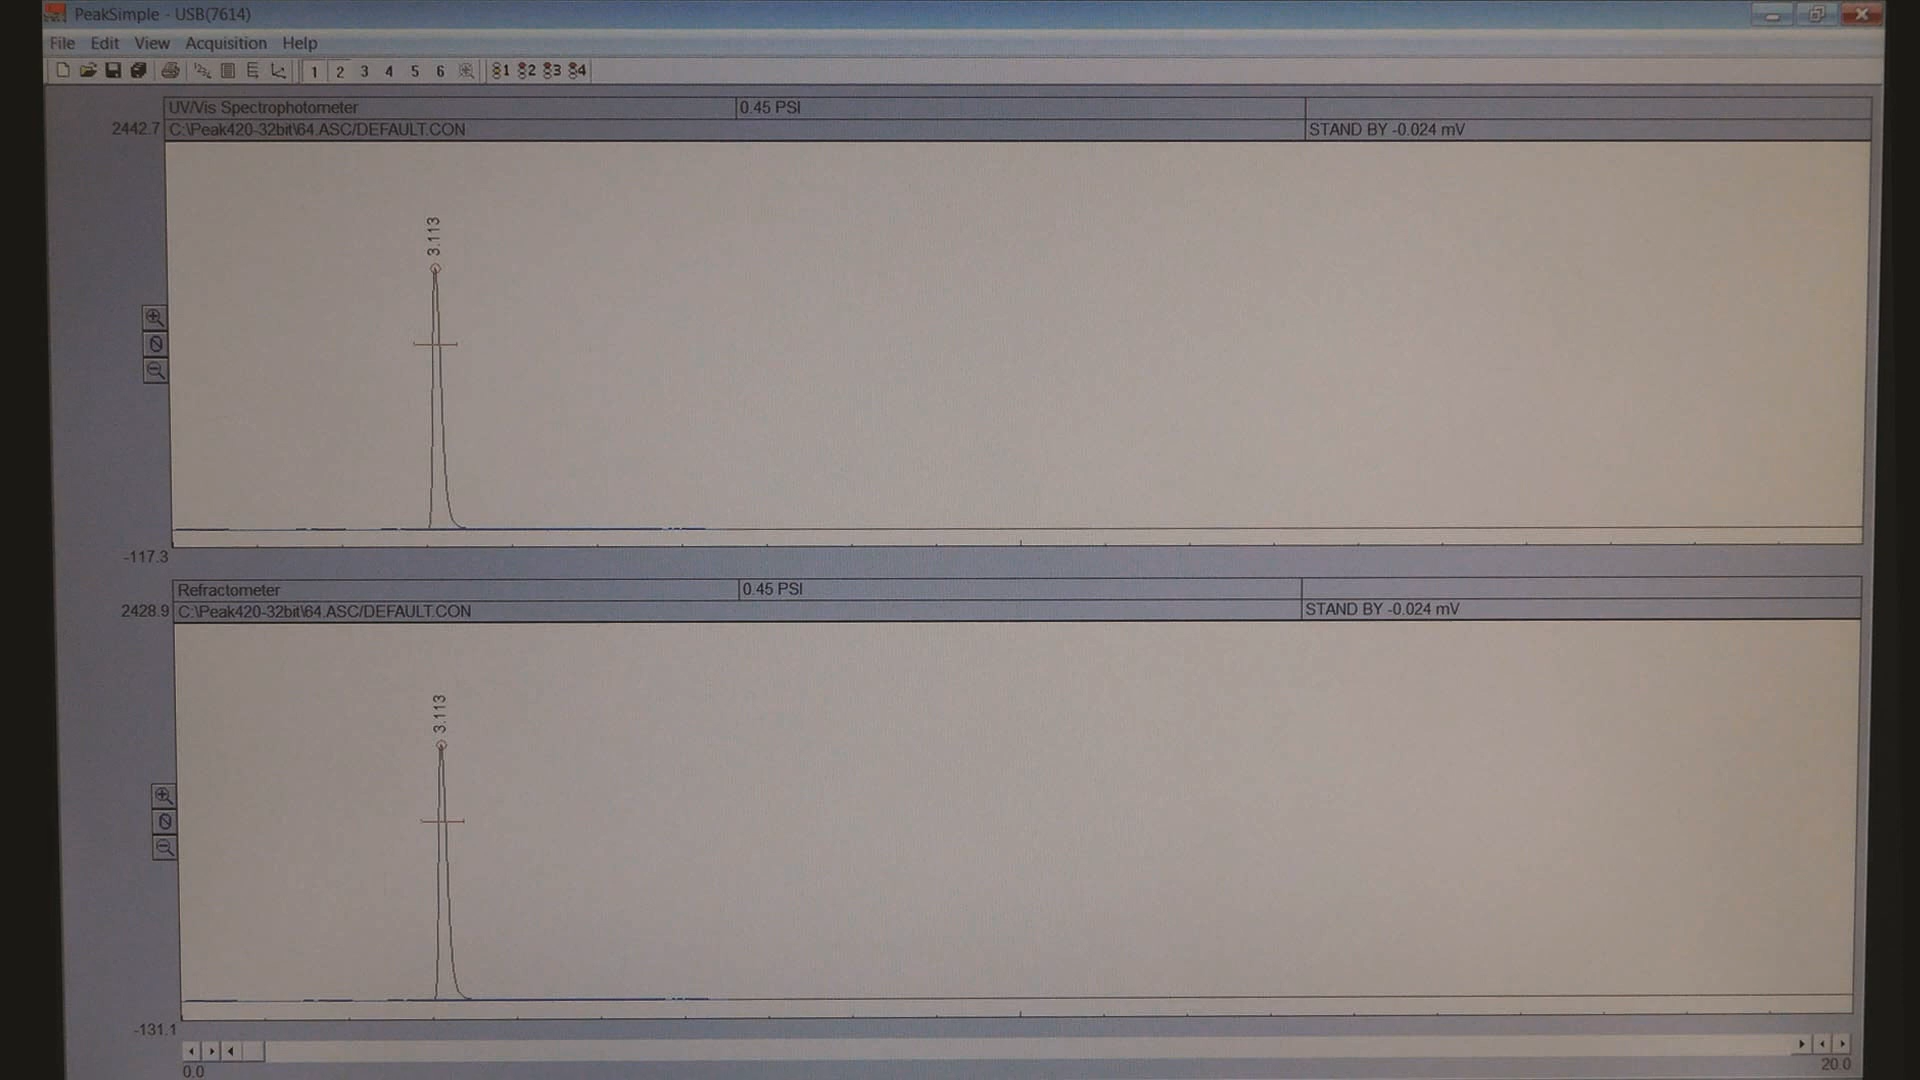 PeakSimple - USB(7614)
File Edit View Acquisition Help
1 2 3 4 5 6 1 2 3 4
UV/Vis Spectrophotometer 0.45 PSI
2442.7 C:\Peak420-32bit\64.ASC/DEFAULT.CON STAND BY -0.024 mV
3.113
-117.3
Refractometer 0.45 PSI
2428.9 C:\Peak420-32bit\64.ASC/DEFAULT.CON STAND BY -0.024 mV
3.113
-131.1
0.0 20.0